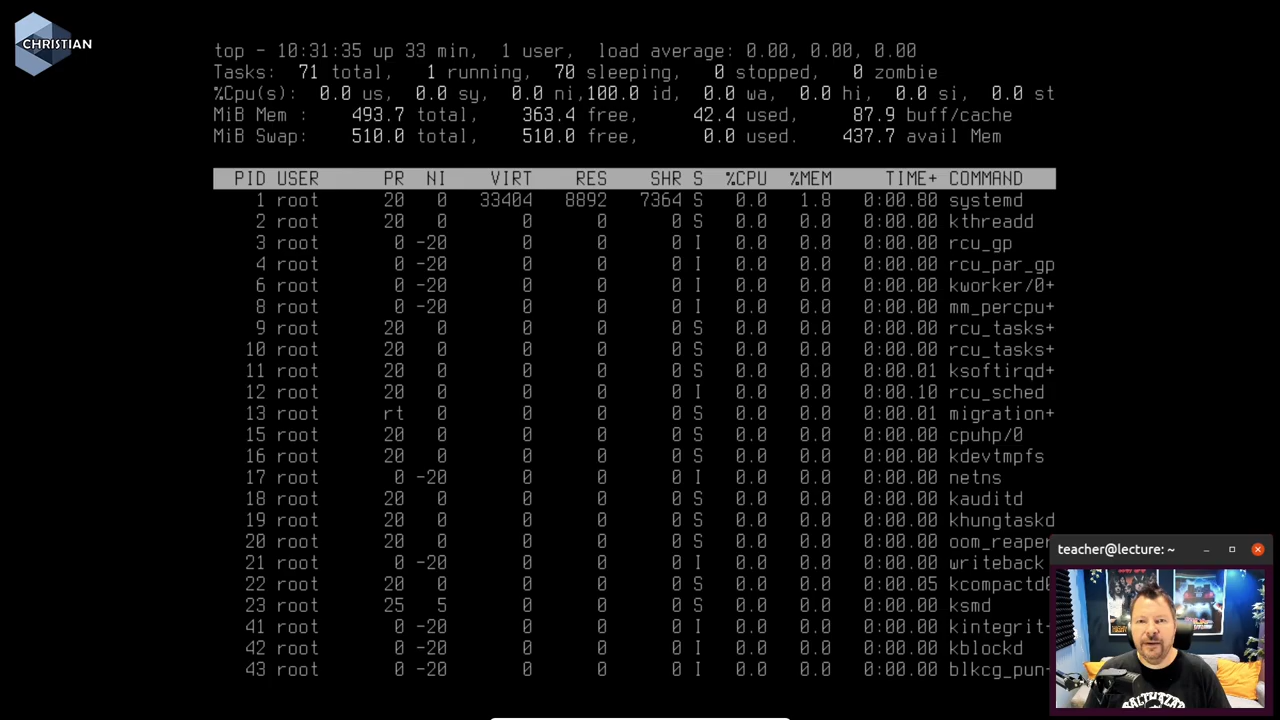 CHRISTIAN
top - 10:31:35 up 33 min,  1 user,  load average: 0.00, 0.00, 0.00
Tasks:  71 total,   1 running,  70 sleeping,   0 stopped,   0 zombie
%Cpu(s):  0.0 us,  0.0 sy,  0.0 ni,100.0 id,  0.0 wa,  0.0 hi,  0.0 si,  0.0 st
MiB Mem :    493.7 total,    363.4 free,     42.4 used,     87.9 buff/cache
MiB Swap:    510.0 total,    510.0 free,      0.0 used.    437.7 avail Mem
PID USER      PR  NI    VIRT    RES    SHR S  %CPU  %MEM     TIME+ COMMAND
1 root      20   0   33404   8892   7364 S   0.0   1.8   0:00.80 systemd
2 root      20   0       0      0      0 S   0.0   0.0   0:00.00 kthreadd
3 root       0 -20       0      0      0 I   0.0   0.0   0:00.00 rcu_gp
4 root       0 -20       0      0      0 I   0.0   0.0   0:00.00 rcu_par_gp
6 root       0 -20       0      0      0 I   0.0   0.0   0:00.00 kworker/0+
8 root       0 -20       0      0      0 I   0.0   0.0   0:00.00 mm_percpu+
9 root      20   0       0      0      0 S   0.0   0.0   0:00.00 rcu_tasks+
10 root      20   0       0      0      0 S   0.0   0.0   0:00.00 rcu_tasks+
11 root      20   0       0      0      0 S   0.0   0.0   0:00.01 ksoftirqd+
12 root      20   0       0      0      0 I   0.0   0.0   0:00.10 rcu_sched
13 root      rt   0       0      0      0 S   0.0   0.0   0:00.01 migration+
15 root      20   0       0      0      0 S   0.0   0.0   0:00.00 cpuhp/0
16 root      20   0       0      0      0 S   0.0   0.0   0:00.00 kdevtmpfs
17 root       0 -20       0      0      0 I   0.0   0.0   0:00.00 netns
18 root      20   0       0      0      0 S   0.0   0.0   0:00.00 kauditd
19 root      20   0       0      0      0 S   0.0   0.0   0:00.00 khungtaskd
20 root      20   0       0      0      0 S   0.0   0.0   0:00.00 oom_reaper
21 root       0 -20       0      0      0 I   0.0   0.0   0:00.00 writeback
22 root      20   0       0      0      0 S   0.0   0.0   0:00.05 kcompactd0
23 root      25   5       0      0      0 S   0.0   0.0   0:00.00 ksmd
41 root       0 -20       0      0      0 I   0.0   0.0   0:00.00 kintegrit+
42 root       0 -20       0      0      0 I   0.0   0.0   0:00.00 kblockd
43 root       0 -20       0      0      0 I   0.0   0.0   0:00.00 blkcg_pun+
teacher@lecture: ~